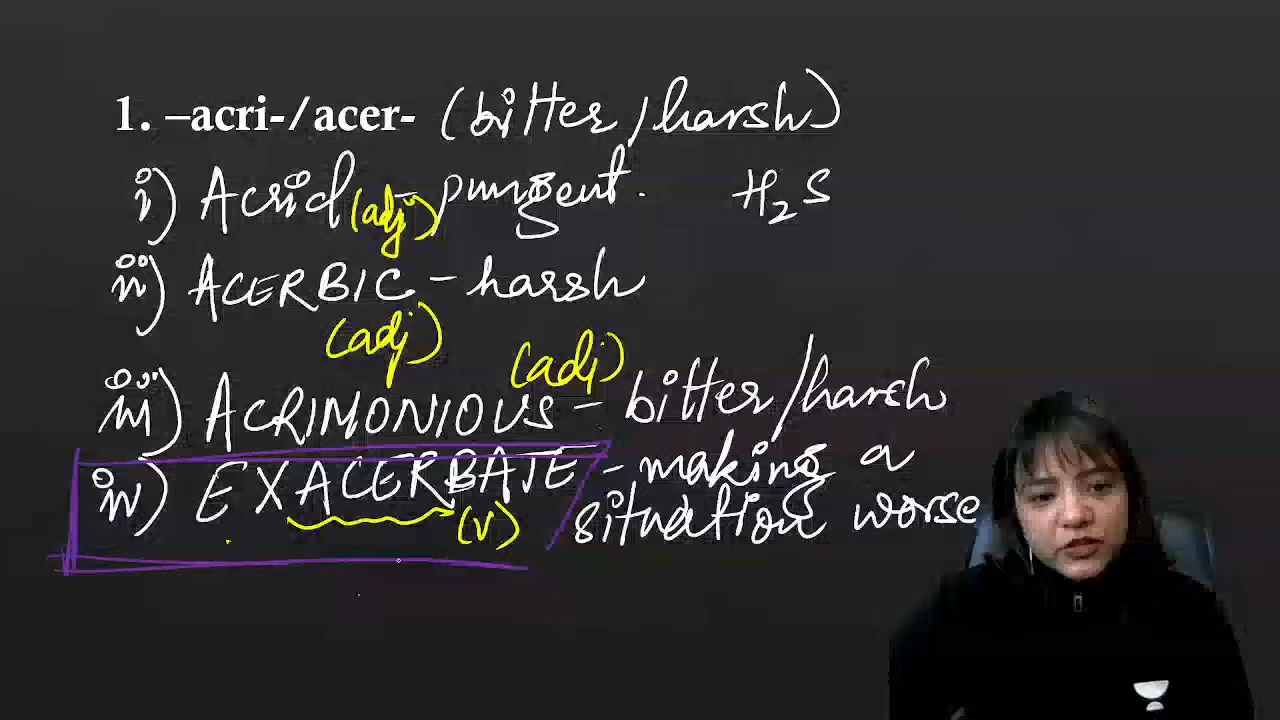 1. –acri-/acer- (bitter/harsh)
i) Acrid (adj) - pungent. H₂S
ii) ACERBIC - harsh
(adj)
(adj)
iii) ACRIMONIOUS - bitter/harsh
iv) EXACERBATE - making a
(v) situation worse